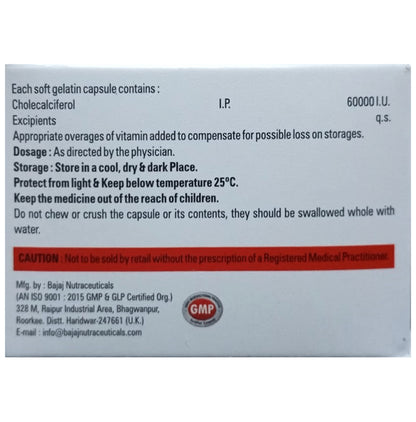 Each soft gelatin capsule contains :
Cholecalciferol I.P. 60000 I.U.
Excipients q.s.
Appropriate overages of vitamin added to compensate for possible loss on storages.
Dosage : As directed by the physician.
Storage : Store in a cool, dry & dark Place.
Protect from light & Keep below temperature 25°C.
Keep the medicine out of the reach of children.
Do not chew or crush the capsule or its contents, they should be swallowed whole with
water.
CAUTION : Not to be sold by retail without the prescription of a Registered Medical Practitioner.
Mfg. by : Bajaj Nutraceuticals
(AN ISO 9001 : 2015 GMP & GLP Certified Org.)
328 M, Raipur Industrial Area, Bhagwanpur,
Roorkee. Distt. Haridwar-247661 (U.K.)
E-mail : info@bajajnutraceuticals.com
GMP